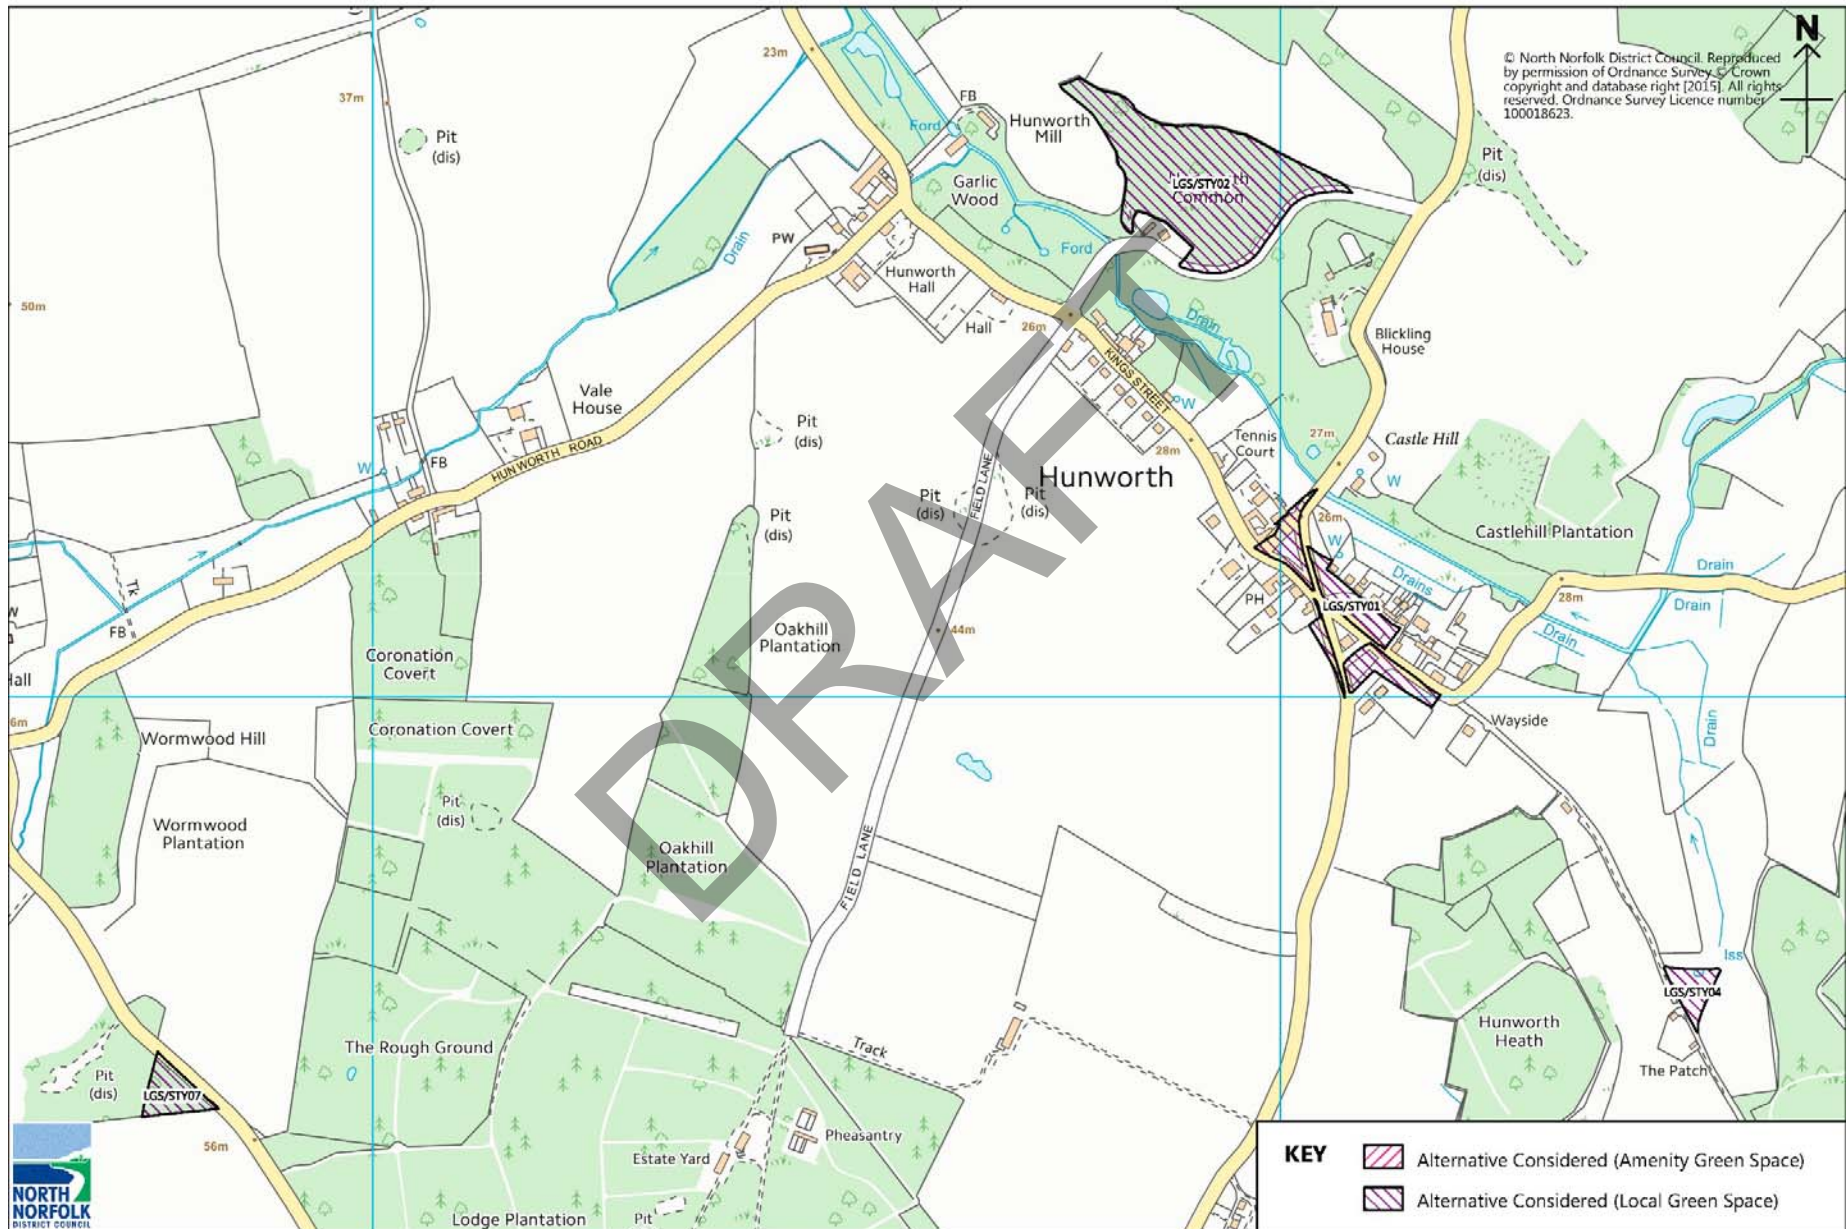 N
© North Norfolk District Council. Reproduced
by permission of Ordnance Survey © Crown
copyright and database right [2015]. All rights
reserved. Ordnance Survey Licence number
100018623.
23m
37m
Pit
(dis)
FB
Ford
Hunworth
Mill
LGS/STY02
Common
Pit
(dis)
Garlic
Wood
Drain
PW
Ford
Hunworth
Hall
50m
Hall
26m
Drain
Blickling
House
KINGS STREET
Vale
House
W
Pit
(dis)
Tennis
Court
27m
Castle Hill
28m
HUNWORTH ROAD
FB
W
FIELD LANE
Hunworth
W
Pit
(dis)
Pit
(dis)
Pit
(dis)
26m
Castlehill Plantation
W
Drain
Drains
Tk
PH
LGS/STY01
28m
Drain
W
FB
44m
Drain
Oakhill
Plantation
Coronation
Covert
Hall
6m
Wayside
Drain
Wormwood Hill
Coronation Covert
Pit
(dis)
Wormwood
Plantation
Oakhill
Plantation
FIELD LANE
Iss
LGS/STY04
Hunworth
Heath
The Rough Ground
Track
The Patch
Pit
(dis)
LGS/STY07
56m
Pheasantry
Estate Yard
Lodge Plantation
Pit
DRAFT
KEY
Alternative Considered (Amenity Green Space)
Alternative Considered (Local Green Space)
NORTH
NORFOLK
DISTRICT COUNCIL